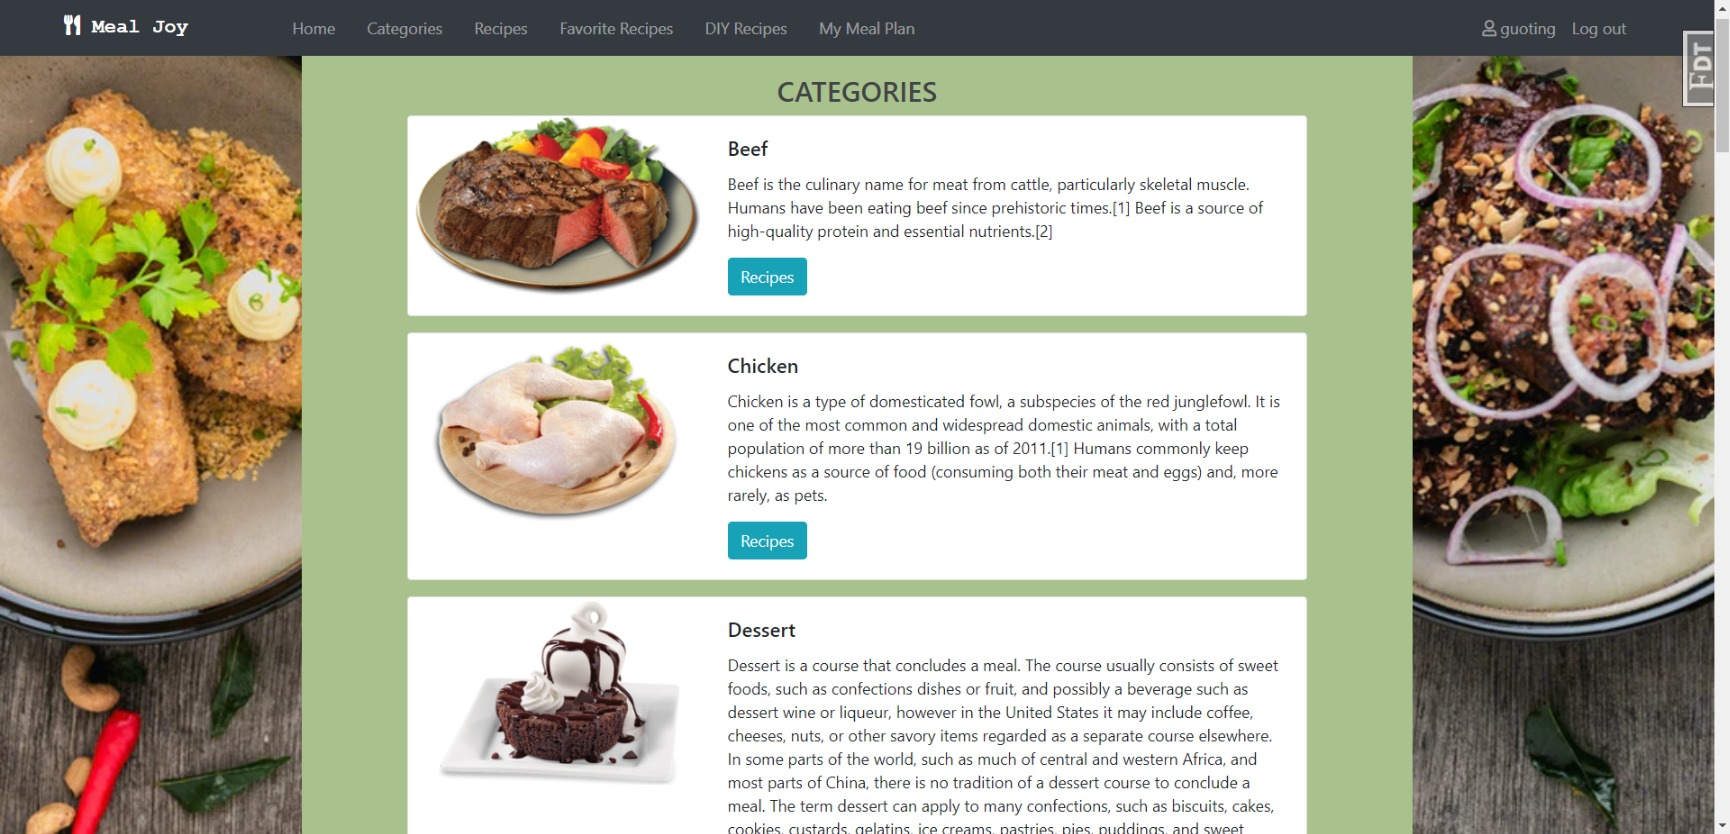 Meal Joy
Home Categories Recipes Favorite Recipes DIY Recipes My Meal Plan
guoting Log out
FDT
CATEGORIES
Beef
Beef is the culinary name for meat from cattle, particularly skeletal muscle.
Humans have been eating beef since prehistoric times.[1] Beef is a source of
high-quality protein and essential nutrients.[2]
Recipes
Chicken
Chicken is a type of domesticated fowl, a subspecies of the red junglefowl. It is
one of the most common and widespread domestic animals, with a total
population of more than 19 billion as of 2011.[1] Humans commonly keep
chickens as a source of food (consuming both their meat and eggs) and, more
rarely, as pets.
Recipes
Dessert
Dessert is a course that concludes a meal. The course usually consists of sweet
foods, such as confections dishes or fruit, and possibly a beverage such as
dessert wine or liqueur, however in the United States it may include coffee,
cheeses, nuts, or other savory items regarded as a separate course elsewhere.
In some parts of the world, such as much of central and western Africa, and
most parts of China, there is no tradition of a dessert course to conclude a
meal. The term dessert can apply to many confections, such as biscuits, cakes,
cookies, custards, gelatins, ice creams, pastries, pies, puddings, and sweet